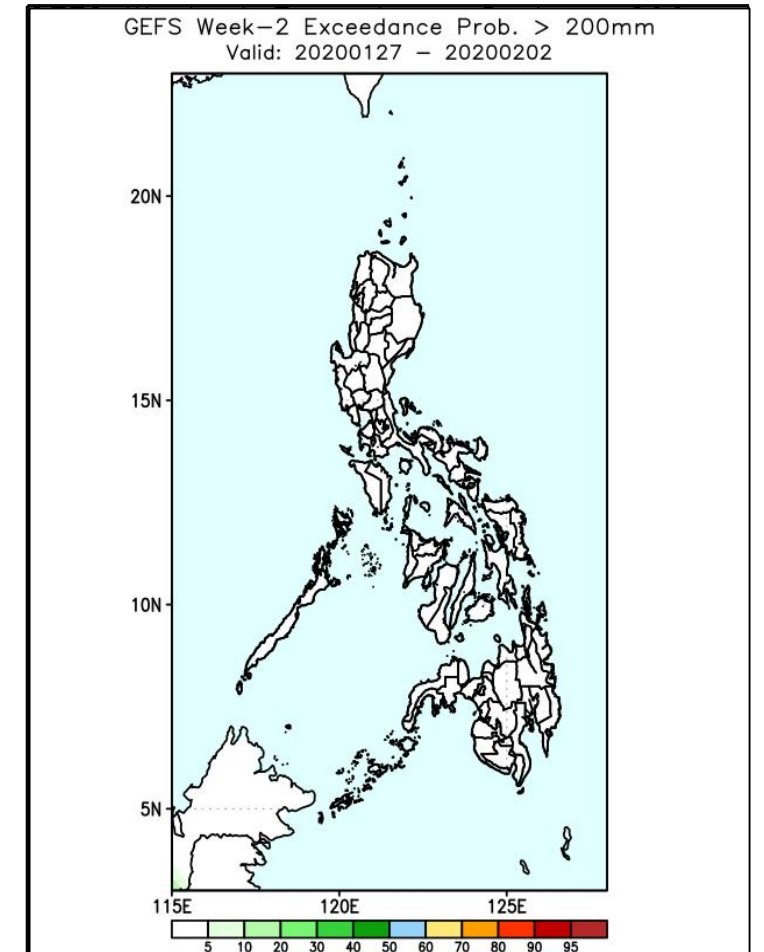 GEFS Week-2 Exceedance Prob. > 200mm
Valid: 20200127 - 20200202
20N
15N
10N
5N
115E 120E 125E
5 10 20 30 40 50 60 70 80 90 95